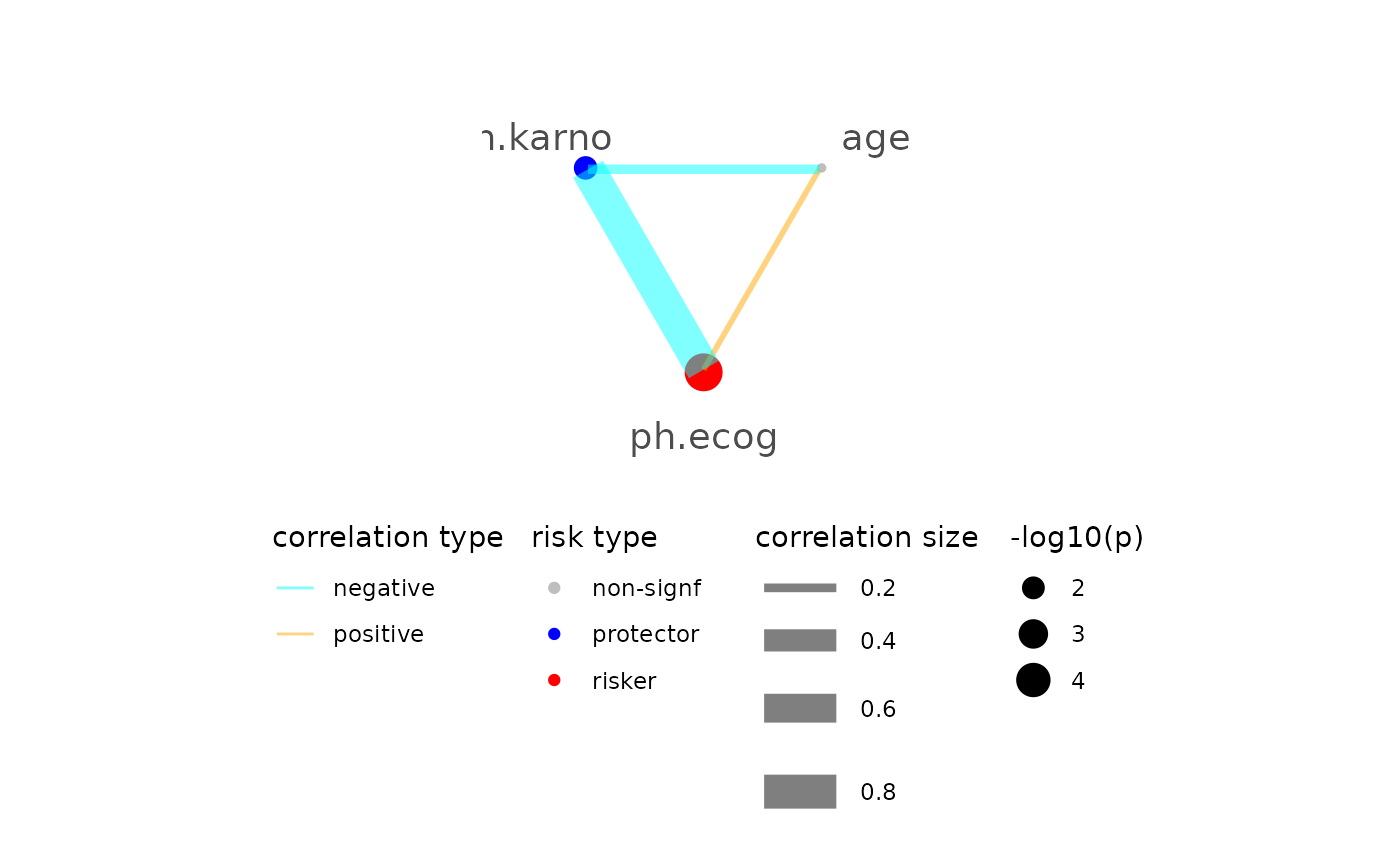 n.karno age
ph.ecog
correlation type risk type correlation size -log10(p)
negative non-signf 0.2 2
positive protector 0.4 3
risker 0.6 4
0.8